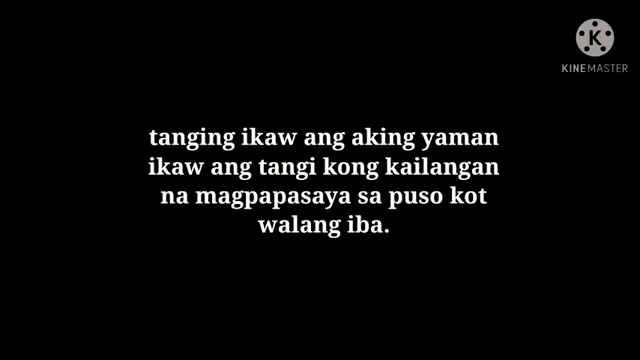 K
KINEMASTER
tanging ikaw ang aking yaman
ikaw ang tangi kong kailangan
na magpapasaya sa puso kot
walang iba.